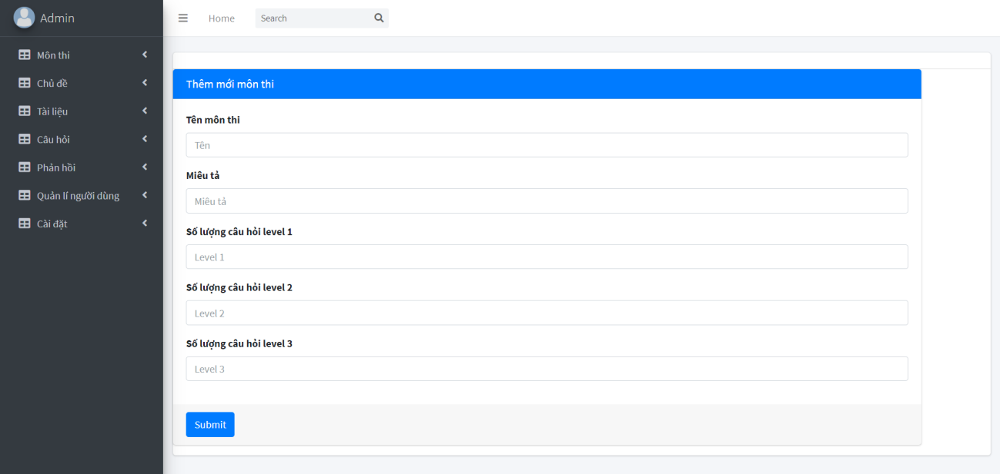 Admin
Home
Search
Môn thi
Chủ đề
Tài liệu
Câu hỏi
Phản hồi
Quản lí người dùng
Cài đặt
Thêm mới môn thi
Tên môn thi
Tên
Miêu tả
Miêu tả
Số lượng câu hỏi level 1
Level 1
Số lượng câu hỏi level 2
Level 2
Số lượng câu hỏi level 3
Level 3
Submit